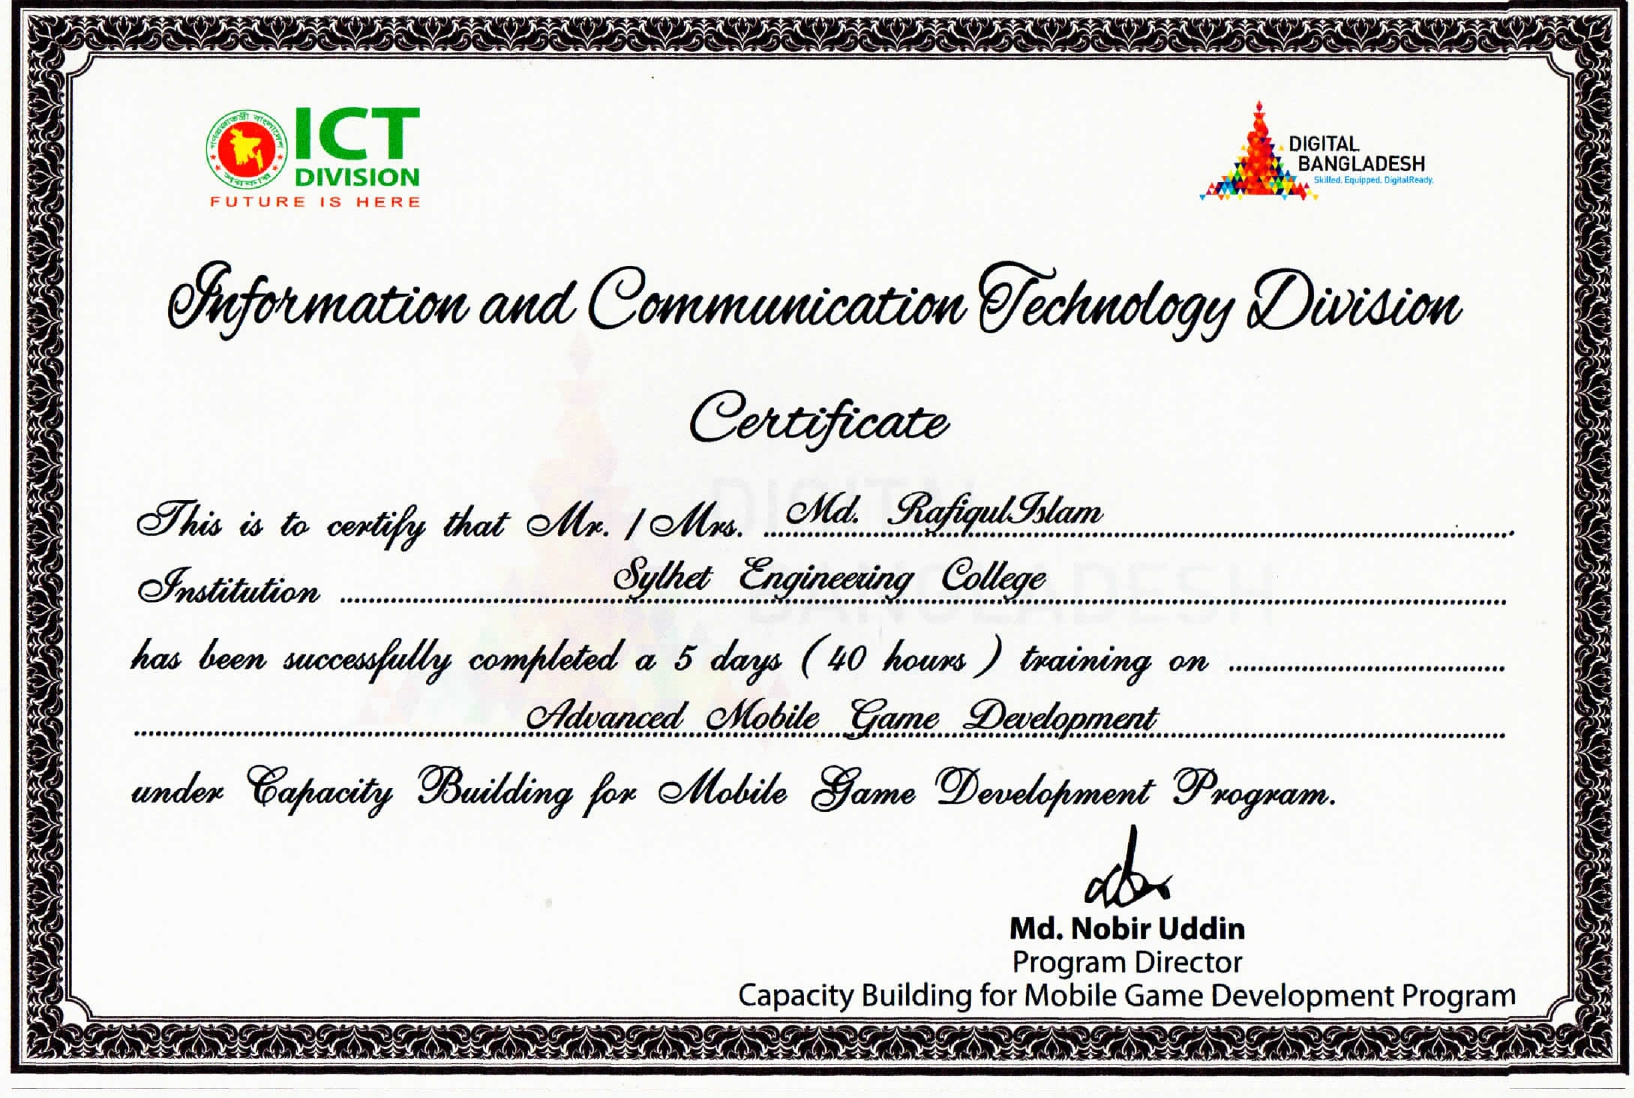 ICT
DIVISION
FUTURE IS HERE
DIGITAL
BANGLADESH
Skilled. Equipped. DigitalReady.
Information and Communication Technology Division
Certificate
This is to certify that Mr. / Mrs. Md. RafiqulIslam
Institution Sylhet Engineering College
has been successfully completed a 5 days ( 40 hours ) training on
Advanced Mobile Game Development
under Capacity Building for Mobile Game Development Program.
Md. Nobir Uddin
Program Director
Capacity Building for Mobile Game Development Program
DIGITAL
BANGLADESH